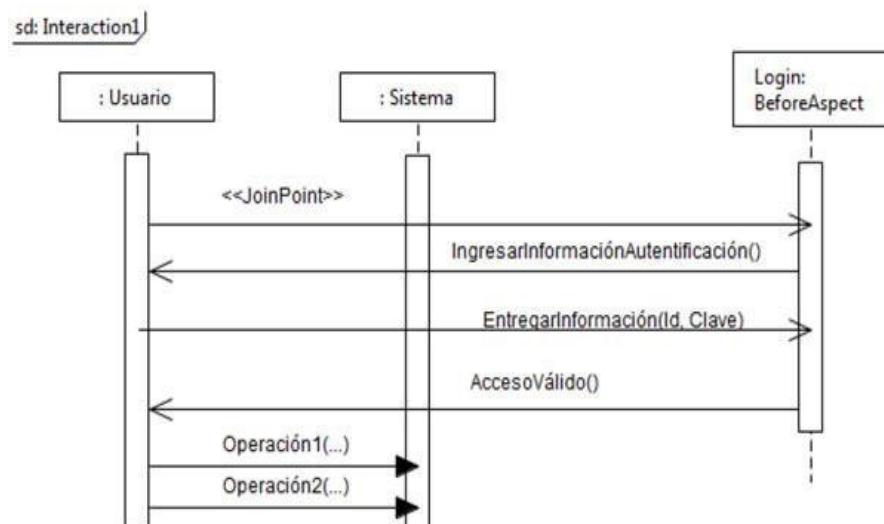 sd: Interaction1
: Usuario
: Sistema
Login:
BeforeAspect
<<JoinPoint>>
IngresarInformaciónAutentificación()
EntregarInformación(Id, Clave)
AccesoVálido()
Operación1(...)
Operación2(...)